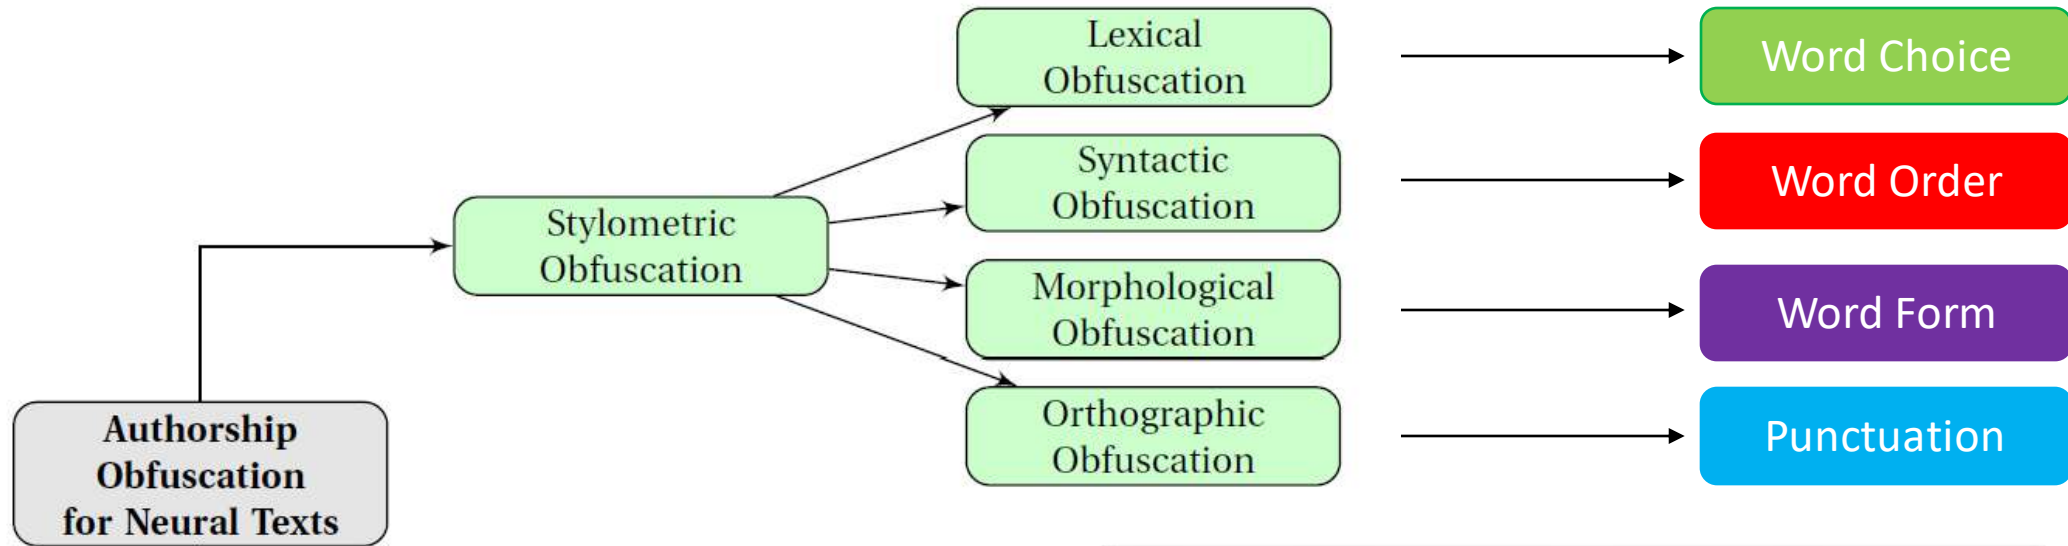 Lexical
Obfuscation
Word Choice
Syntactic
Obfuscation
Word Order
Stylometric
Obfuscation
Morphological
Obfuscation
Word Form
Orthographic
Obfuscation
Punctuation
Authorship
Obfuscation
for Neural Texts